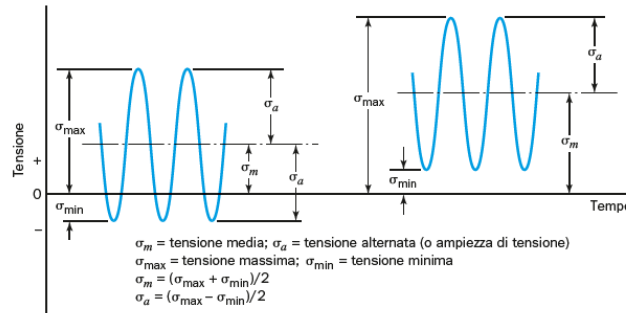 σa
σa
σmax
σmax
σm
σm
σa
σmin
σmin
Tensione
+
0
−
Tempo
σm = tensione media; σa = tensione alternata (o ampiezza di tensione)
σmax = tensione massima; σmin = tensione minima
σm = (σmax + σmin)/2
σa = (σmax − σmin)/2